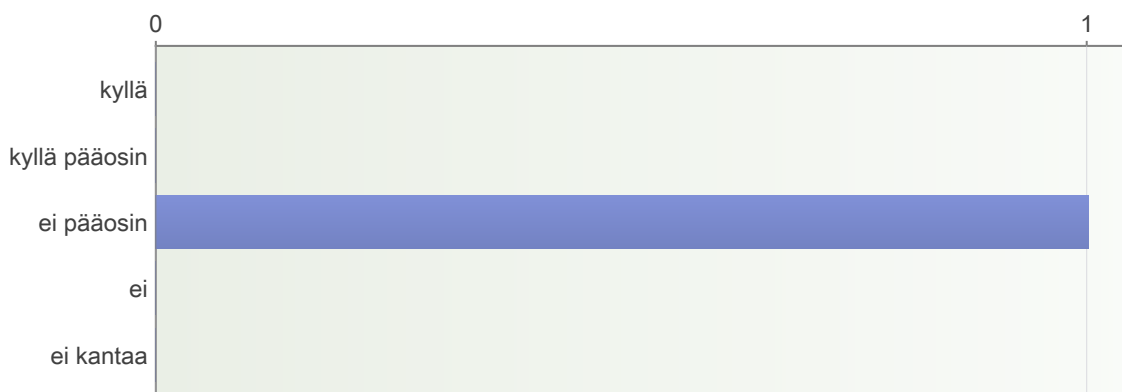 0 1
kyllä
kyllä pääosin
ei pääosin
ei
ei kantaa